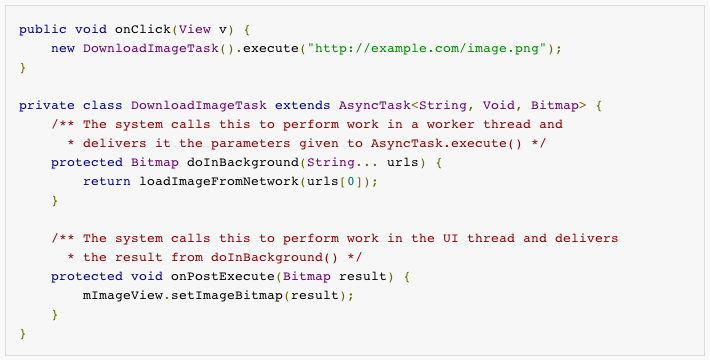 public void onClick(View v) {
    new DownloadImageTask().execute("http://example.com/image.png");
}

private class DownloadImageTask extends AsyncTask<String, Void, Bitmap> {
    /** The system calls this to perform work in a worker thread and
      * delivers it the parameters given to AsyncTask.execute() */
    protected Bitmap doInBackground(String... urls) {
        return loadImageFromNetwork(urls[0]);
    }

    /** The system calls this to perform work in the UI thread and delivers
      * the result from doInBackground() */
    protected void onPostExecute(Bitmap result) {
        mImageView.setImageBitmap(result);
    }
}